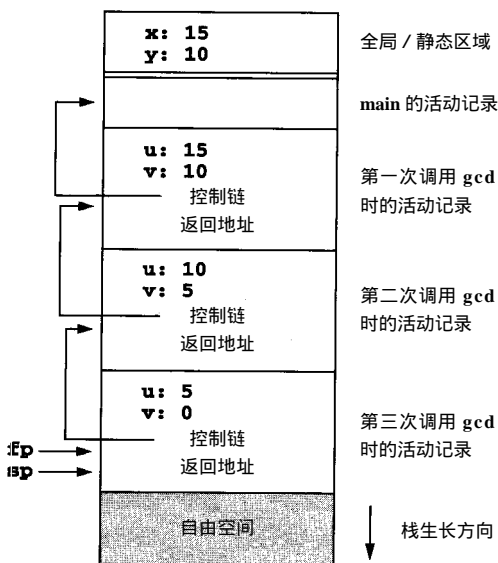 x: 15
y: 10
全局 / 静态区域
main 的活动记录
u: 15
v: 10
控制链
返回地址
第一次调用 gcd
时的活动记录
u: 10
v: 5
控制链
返回地址
第二次调用 gcd
时的活动记录
u: 5
v: 0
控制链
返回地址
第三次调用 gcd
时的活动记录
fp
sp
自由空间
栈生长方向